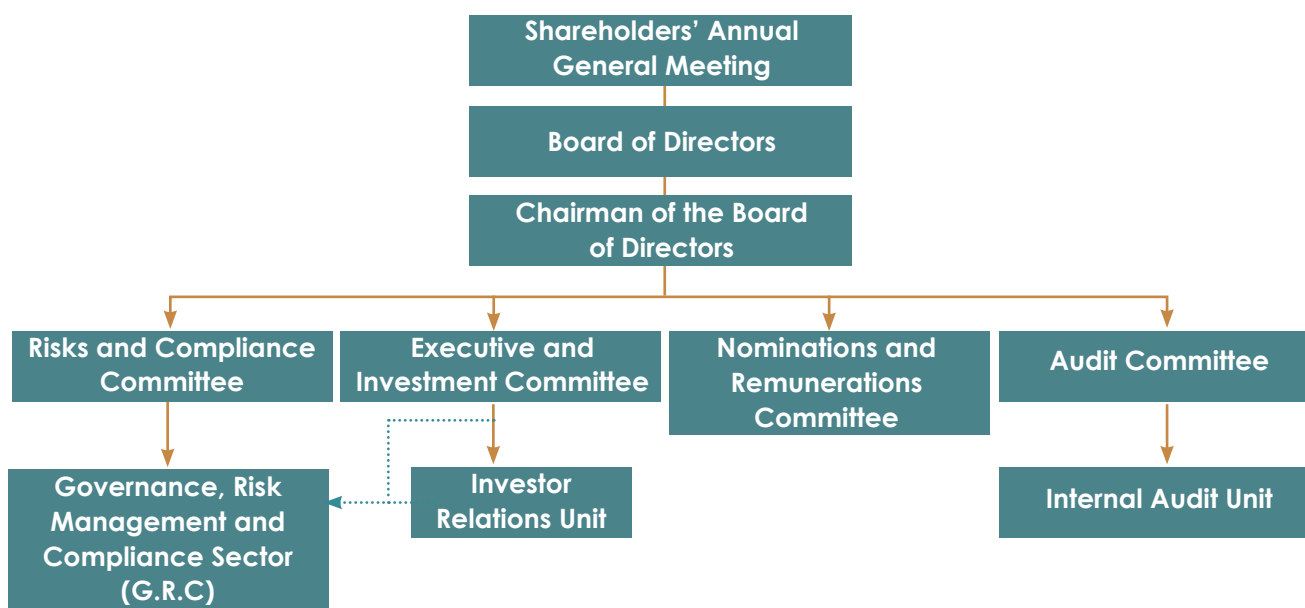 Shareholders’ Annual
General Meeting
Board of Directors
Chairman of the Board
of Directors
Risks and Compliance
Committee
Executive and
Investment Committee
Nominations and
Remunerations
Committee
Audit Committee
Governance, Risk
Management and
Compliance Sector
(G.R.C)
Investor
Relations Unit
Internal Audit Unit